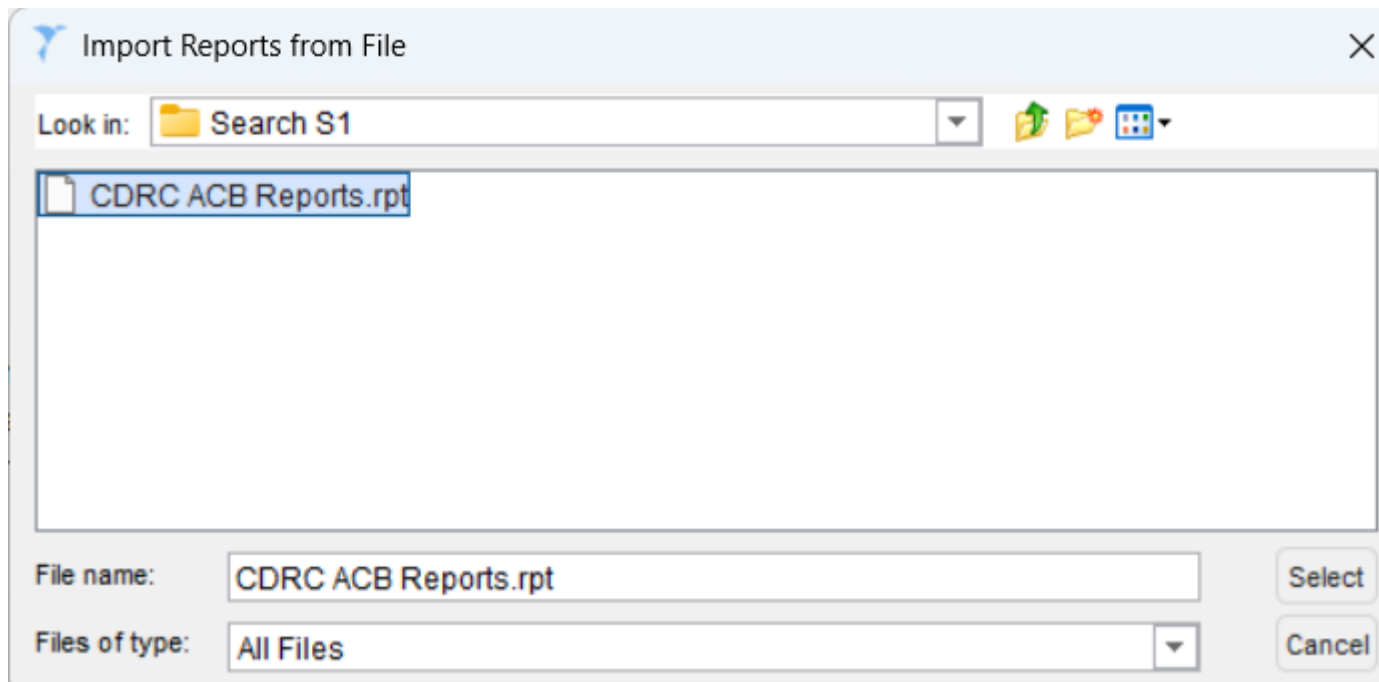 Import Reports from File
Look in: Search S1
CDRC ACB Reports.rpt
File name: CDRC ACB Reports.rpt Select
Files of type: All Files Cancel